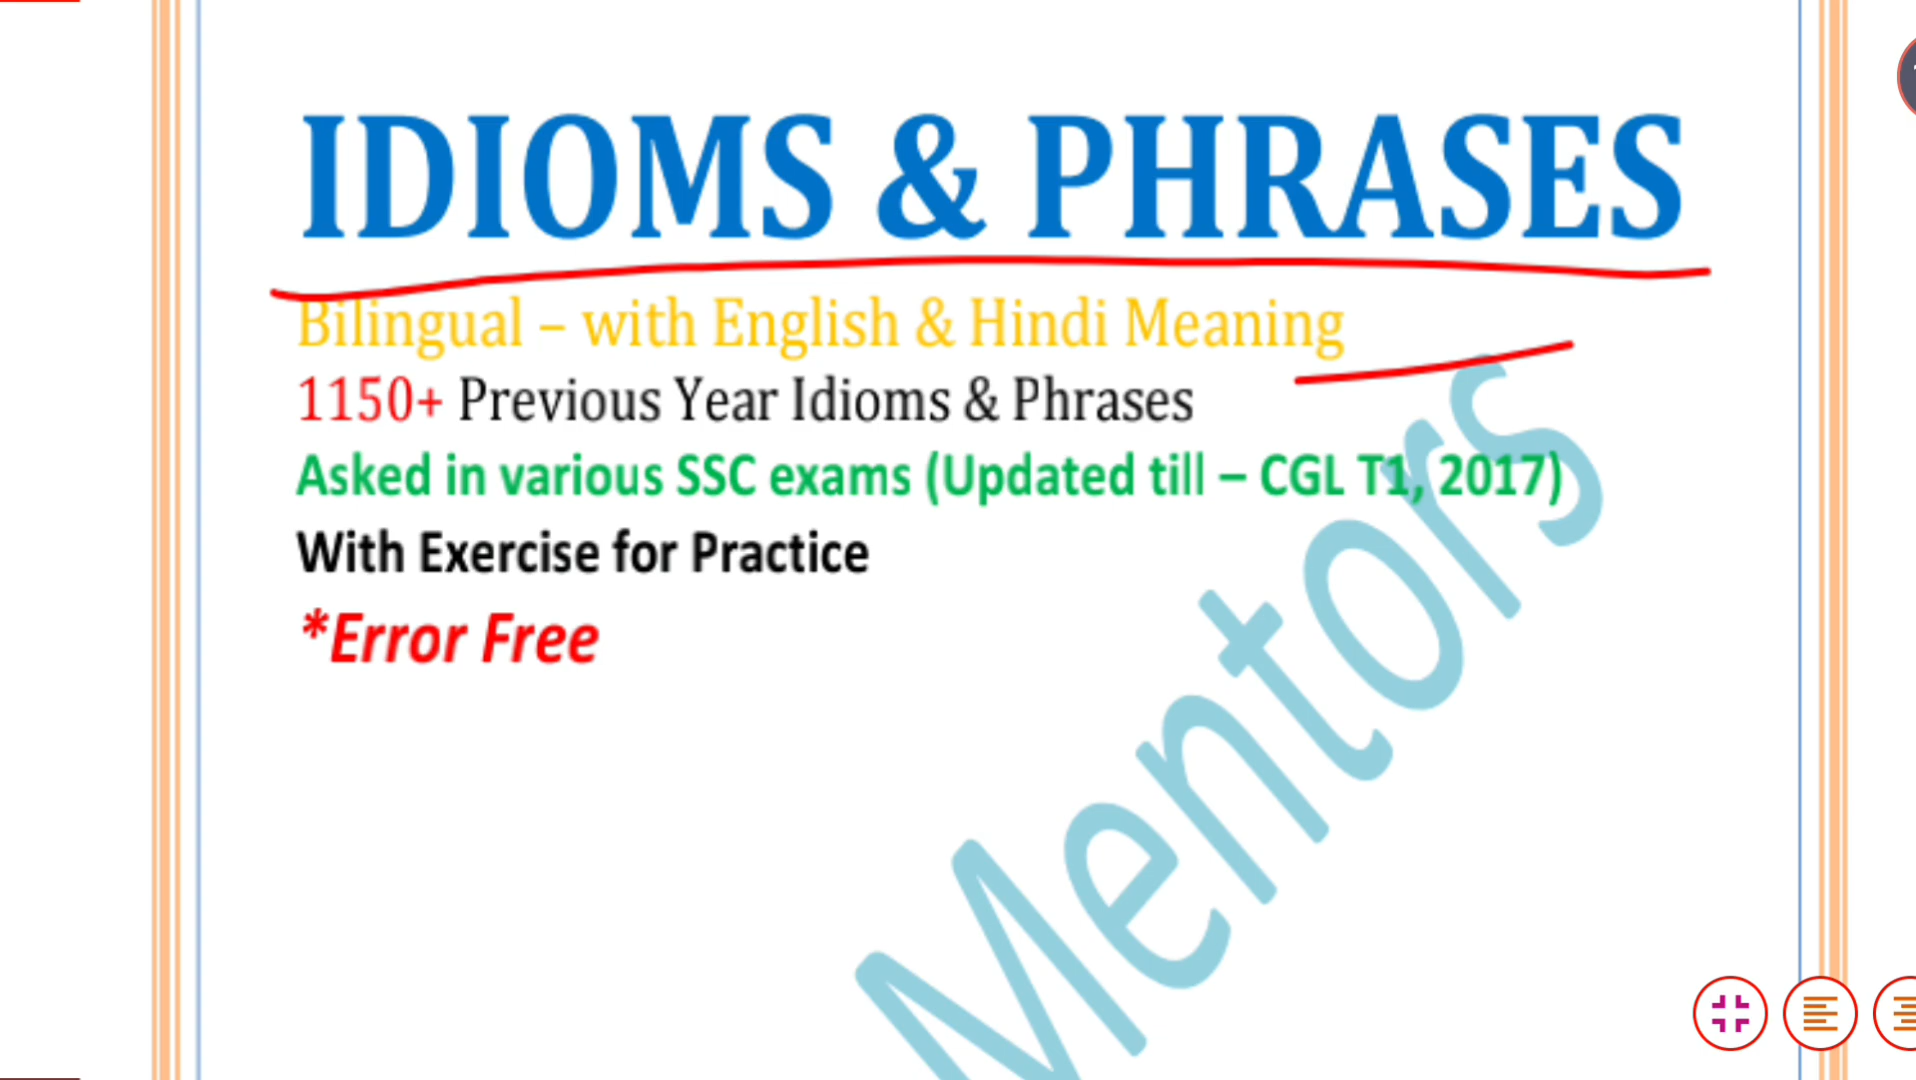 IDIOMS & PHRASES
Bilingual – with English & Hindi Meaning
1150+ Previous Year Idioms & Phrases
Asked in various SSC exams (Updated till – CGL T1, 2017)
With Exercise for Practice
*Error Free
Mentors